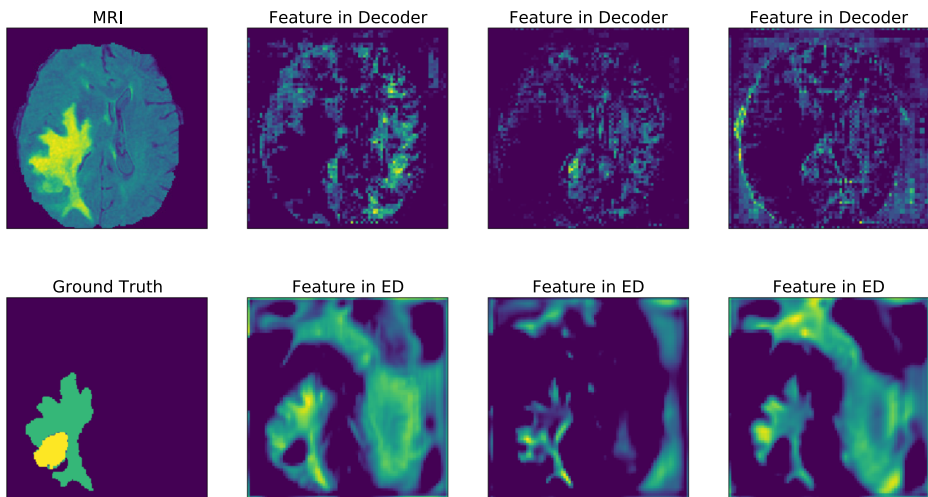 MRI
Feature in Decoder
Feature in Decoder
Feature in Decoder
Ground Truth
Feature in ED
Feature in ED
Feature in ED